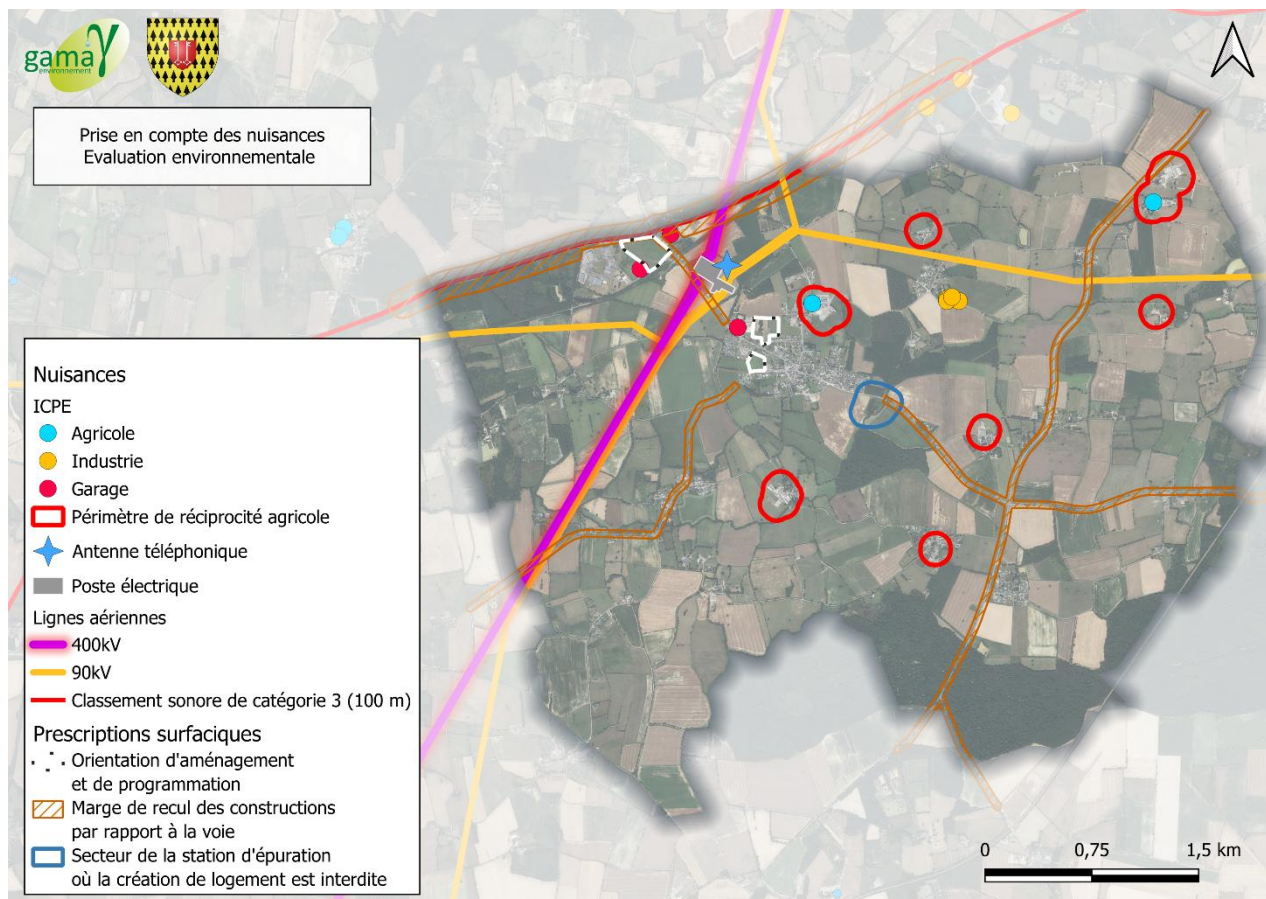 gama
environnement
Prise en compte des nuisances
Evaluation environnementale
Nuisances
ICPE
Agricole
Industrie
Garage
Périmètre de réciprocité agricole
Antenne téléphonique
Poste électrique
Lignes aériennes
400kV
90kV
Classement sonore de catégorie 3 (100 m)
Prescriptions surfaciques
Orientation d'aménagement
et de programmation
Marge de recul des constructions
par rapport à la voie
Secteur de la station d'épuration
où la création de logement est interdite
0 0,75 1,5 km